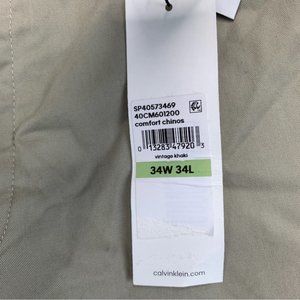 SP40573469
40CM601200
comfort chinos
0 13283 47920 3
vintage khaki
34W 34L
calvinklein.com